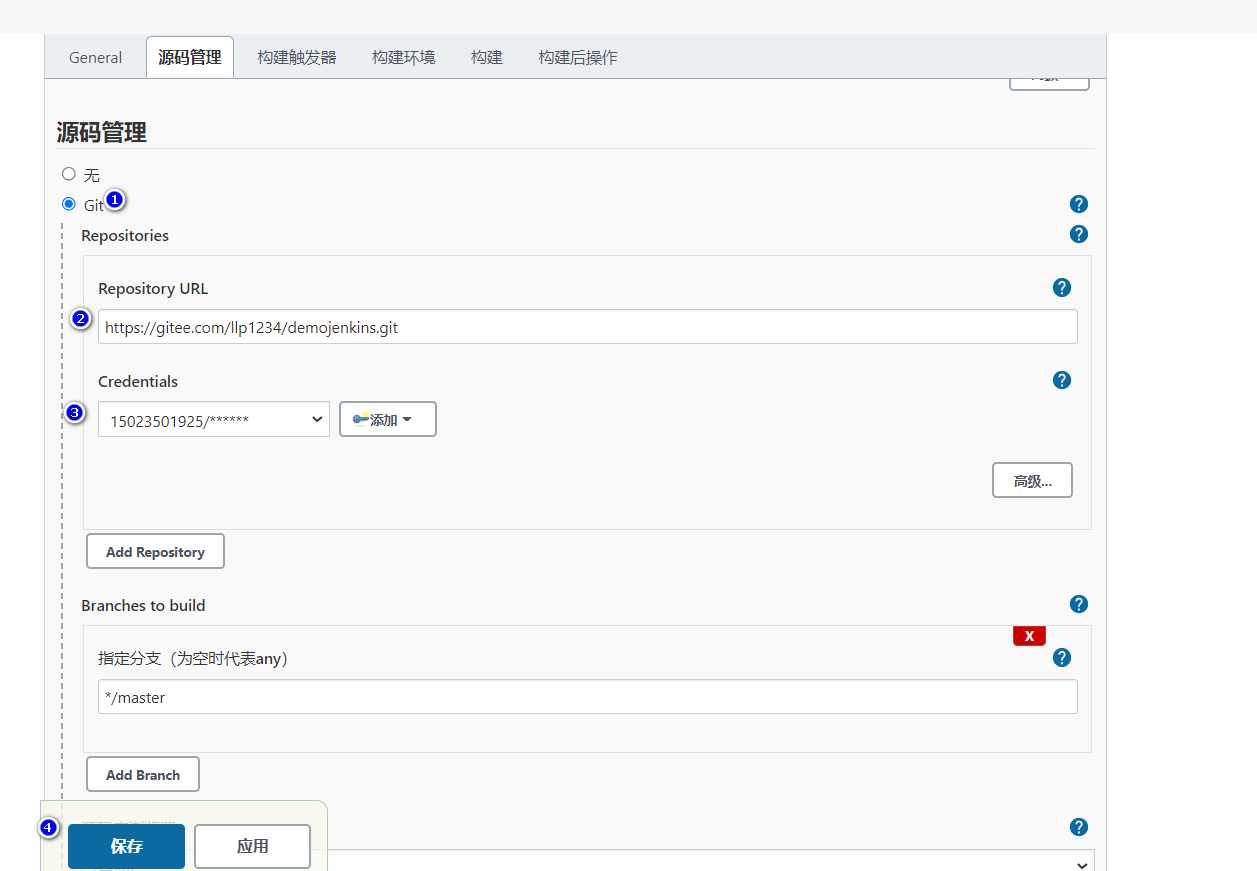 General 源码管理 构建触发器 构建环境 构建 构建后操作
源码管理
无
Git 1
Repositories
Repository URL
2 https://gitee.com/llp1234/demojenkins.git
Credentials
3 15023501925/****** 添加
高级...
Add Repository
Branches to build
X
指定分支（为空时代表any）
*/master
Add Branch
4 保存 应用